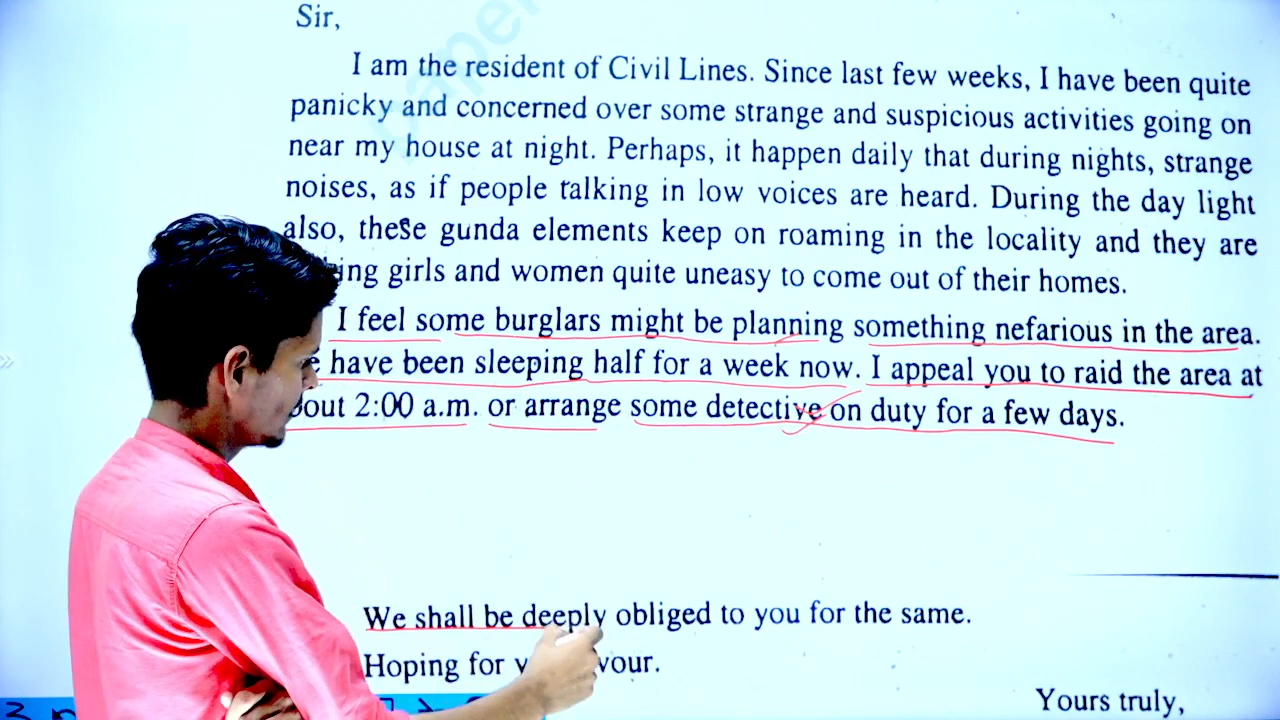 Sir,
I am the resident of Civil Lines. Since last few weeks, I have been quite
panicky and concerned over some strange and suspicious activities going on
near my house at night. Perhaps, it happen daily that during nights, strange
noises, as if people talking in low voices are heard. During the day light
also, these gunda elements keep on roaming in the locality and they are
girls and women quite uneasy to come out of their homes.
I feel some burglars might be planning something nefarious in the area.
have been sleeping half for a week now. I appeal you to raid the area at
2:00 a.m. or arrange some detective on duty for a few days.
We shall be deeply obliged to you for the same.
Hoping for
Yours truly,